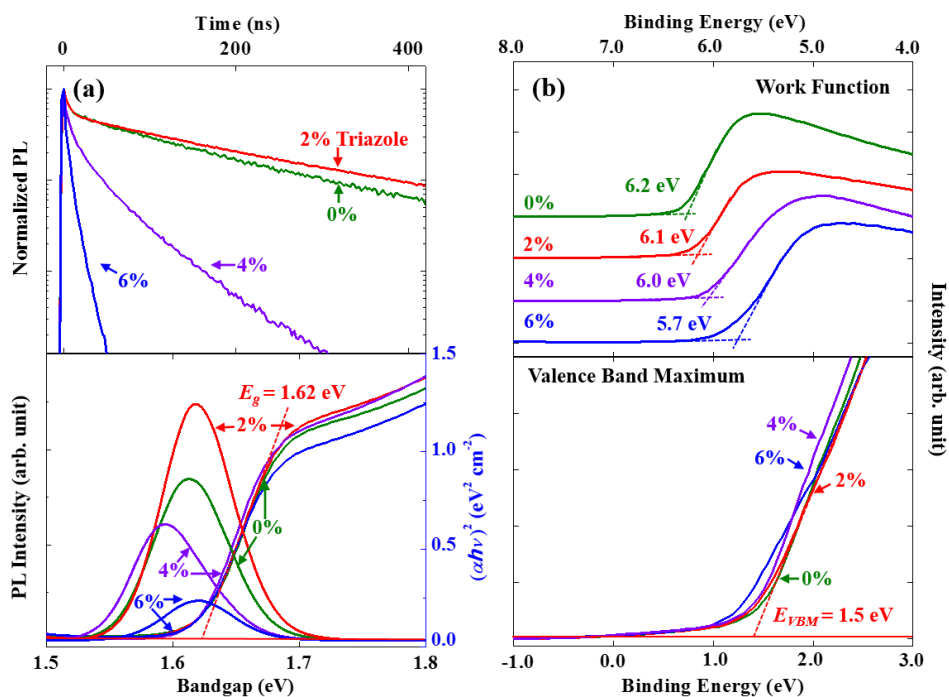 Time (ns)
0 200 400
(a)
Normalized PL
2% Triazole
0%
4%
6%
Binding Energy (eV)
8.0 7.0 6.0 5.0 4.0
(b)
Work Function
0%
6.2 eV
2%
6.1 eV
4%
6.0 eV
6%
5.7 eV
Intensity (arb. unit)
PL Intensity (arb. unit)
E_g = 1.62 eV
2%
0%
4%
6%
1.5
1.0
0.5
0.0
(αhν)² (eV² cm⁻²)
1.5 1.6 1.7 1.8
Bandgap (eV)
Valence Band Maximum
4%
6%
2%
0%
E_VBM = 1.5 eV
-1.0 0.0 1.0 2.0 3.0
Binding Energy (eV)